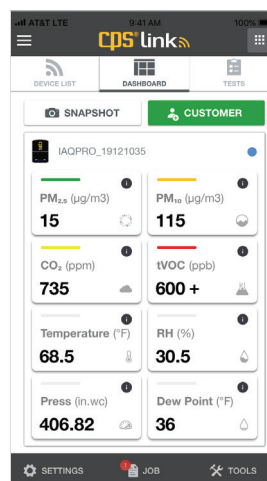 AT&T LTE 9:41 AM 100%
CPS® link
DEVICE LIST DASHBOARD TESTS
SNAPSHOT CUSTOMER
IAQPRO_19121035
PM₂.₅ (µg/m3) PM₁₀ (µg/m3)
15 115
CO₂ (ppm) tVOC (ppb)
735 600 +
Temperature (°F) RH (%)
68.5 30.5
Press (in.wc) Dew Point (°F)
406.82 36
SETTINGS 1 JOB TOOLS